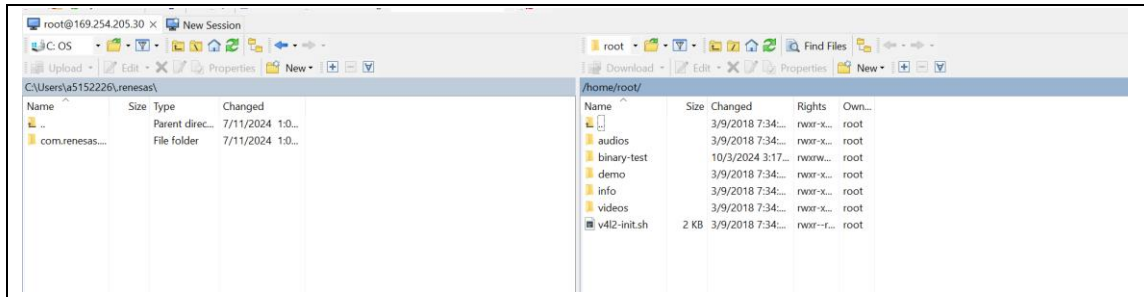 root@169.254.205.30 × New Session
C: OS
Upload Edit Properties New
C:\Users\a5152226\.renesas\
Name Size Type Changed
.. Parent direc... 7/11/2024 1:0...
com.renesas.... File folder 7/11/2024 1:0...
root Find Files
Download Edit Properties New
/home/root/
Name Size Changed Rights Own...
.. 3/9/2018 7:34:... rwxr-x... root
audios 3/9/2018 7:34:... rwxr-x... root
binary-test 10/3/2024 3:17... rwxrw... root
demo 3/9/2018 7:34:... rwxr-x... root
info 3/9/2018 7:34:... rwxr-x... root
videos 3/9/2018 7:34:... rwxr-x... root
v4l2-init.sh 2 KB 3/9/2018 7:34:... rwxr--r... root